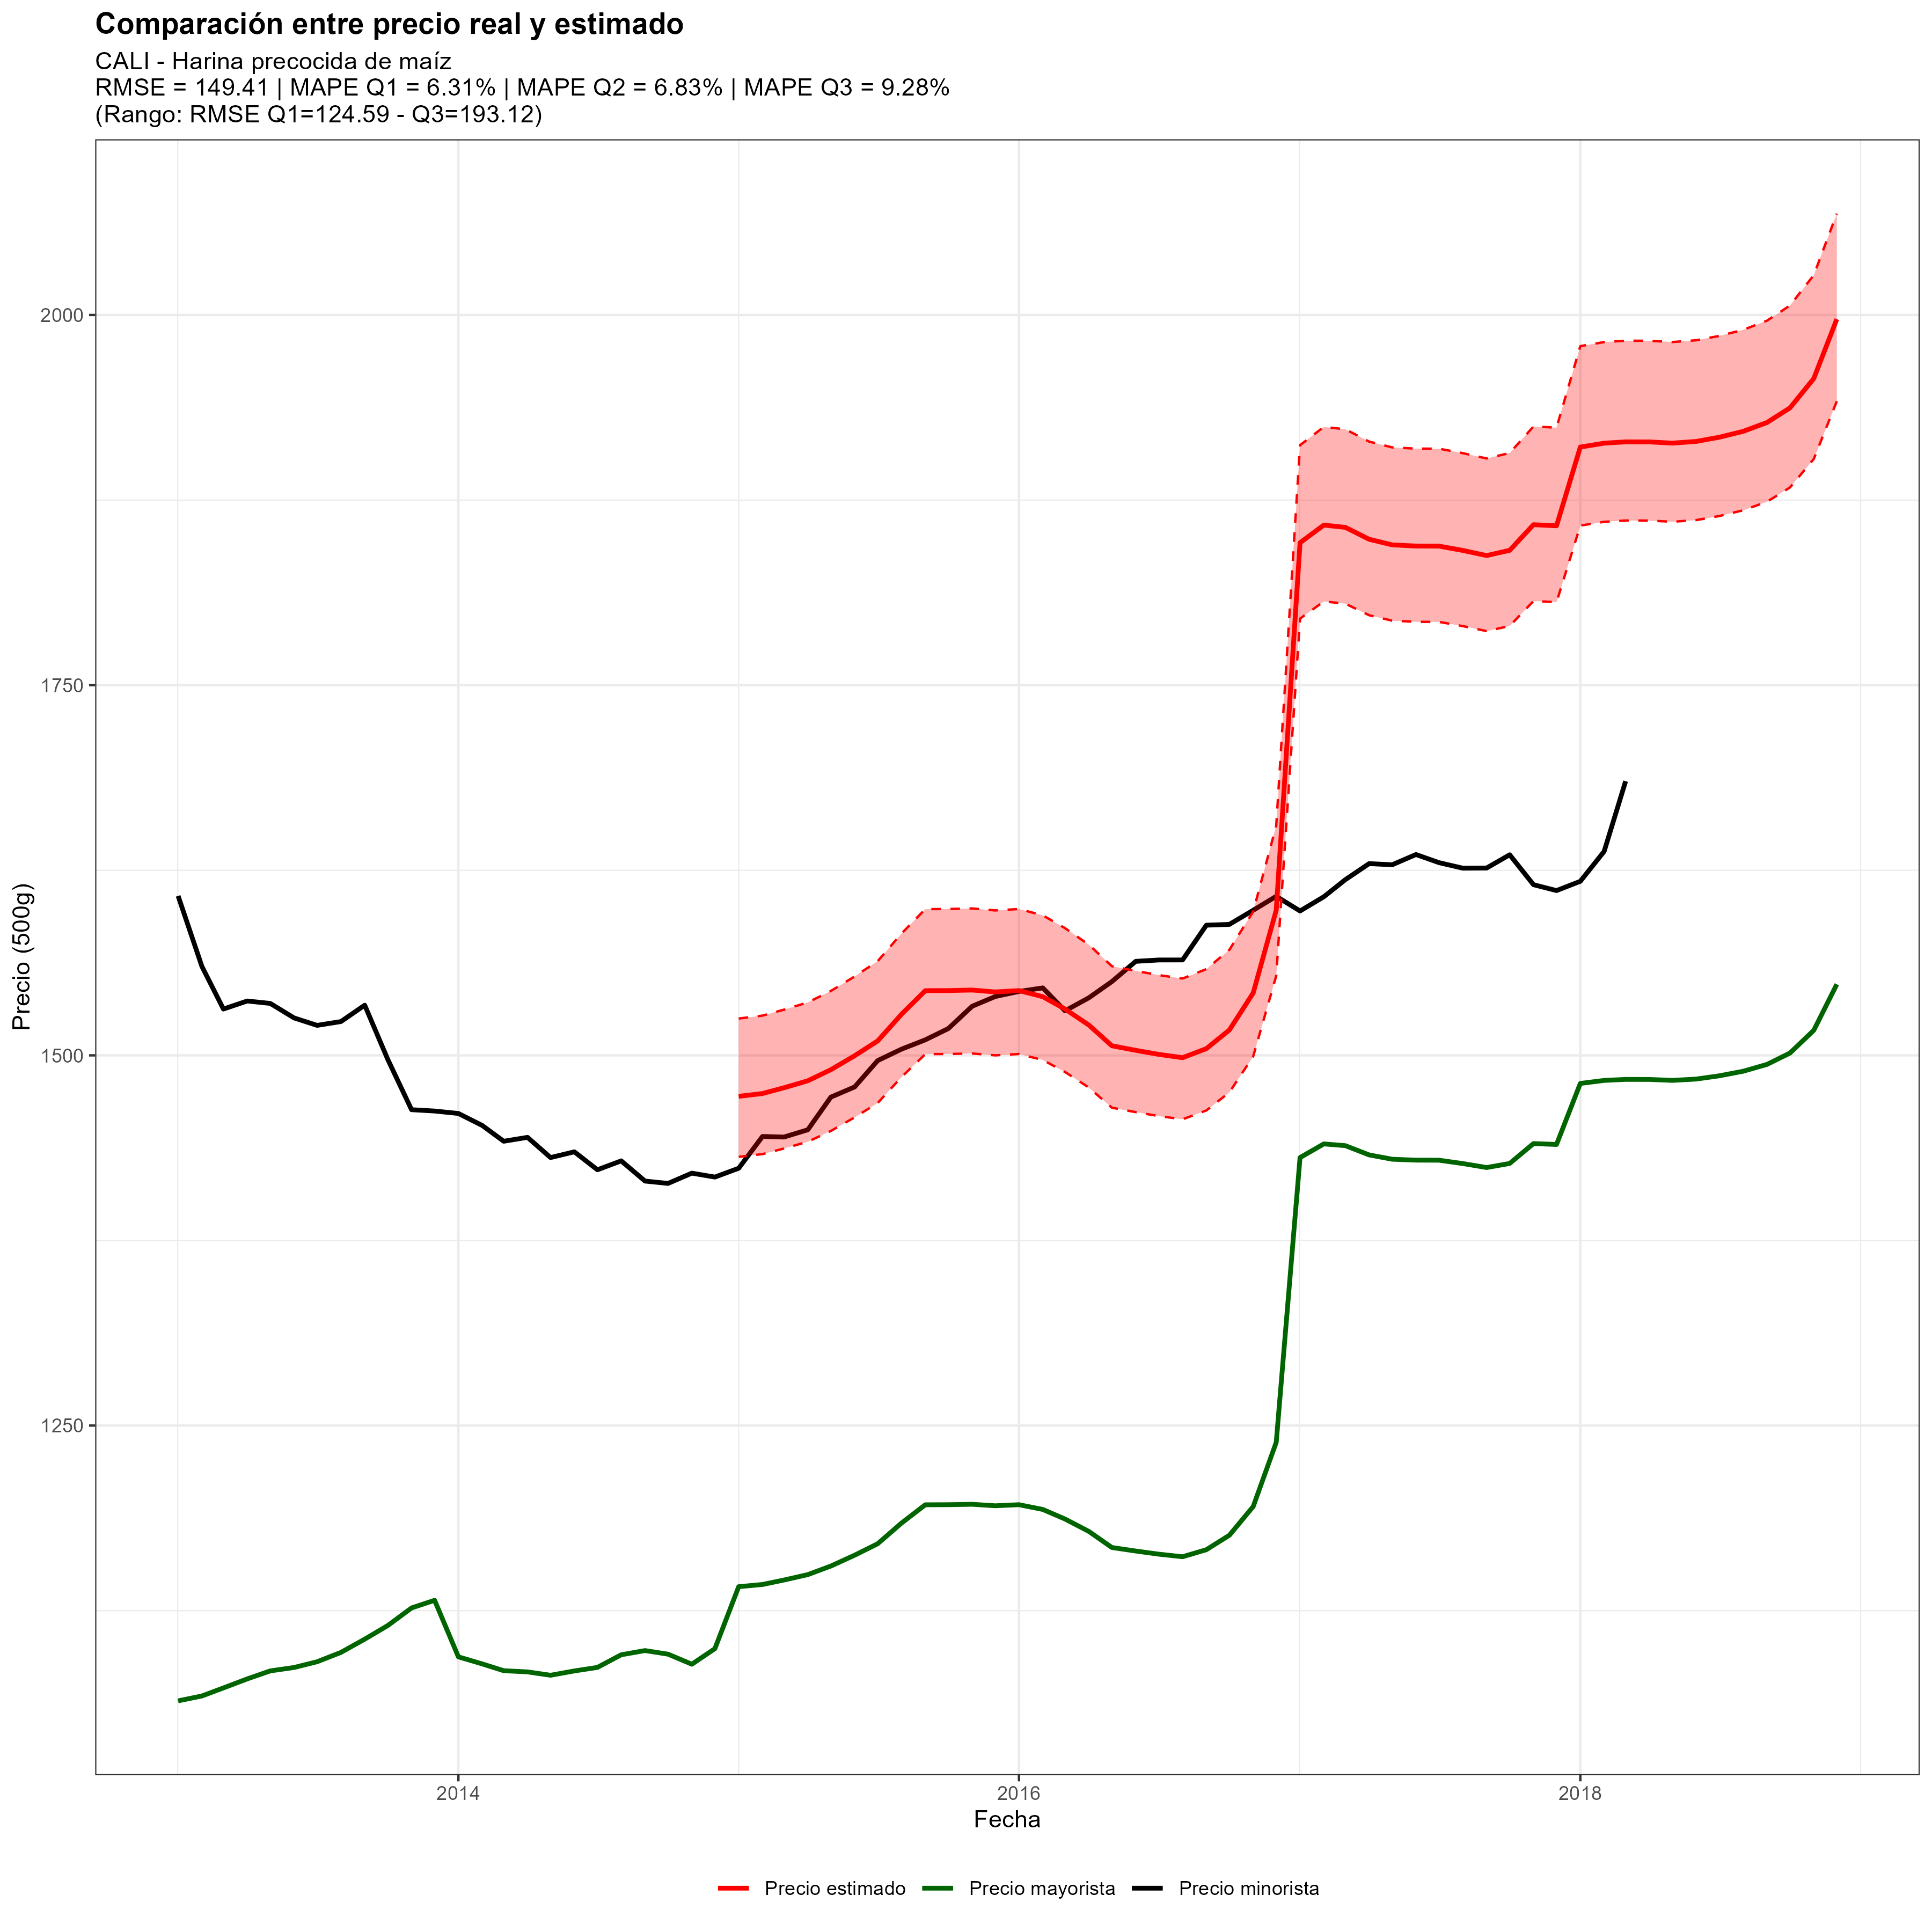 Comparación entre precio real y estimado
CALI - Harina precocida de maíz
RMSE = 149.41 | MAPE Q1 = 6.31% | MAPE Q2 = 6.83% | MAPE Q3 = 9.28%
(Rango: RMSE Q1=124.59 - Q3=193.12)
2000
1750
1500
1250
Precio (500g)
2014 2016 2018
Fecha
Precio estimado Precio mayorista Precio minorista